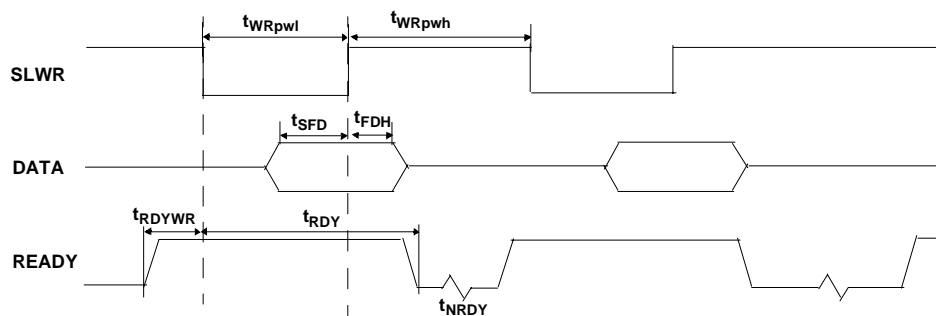 tWRpwl tWRpwh
SLWR
tSFD tFDH
DATA
tRDYWR tRDY
READY
tNRDY